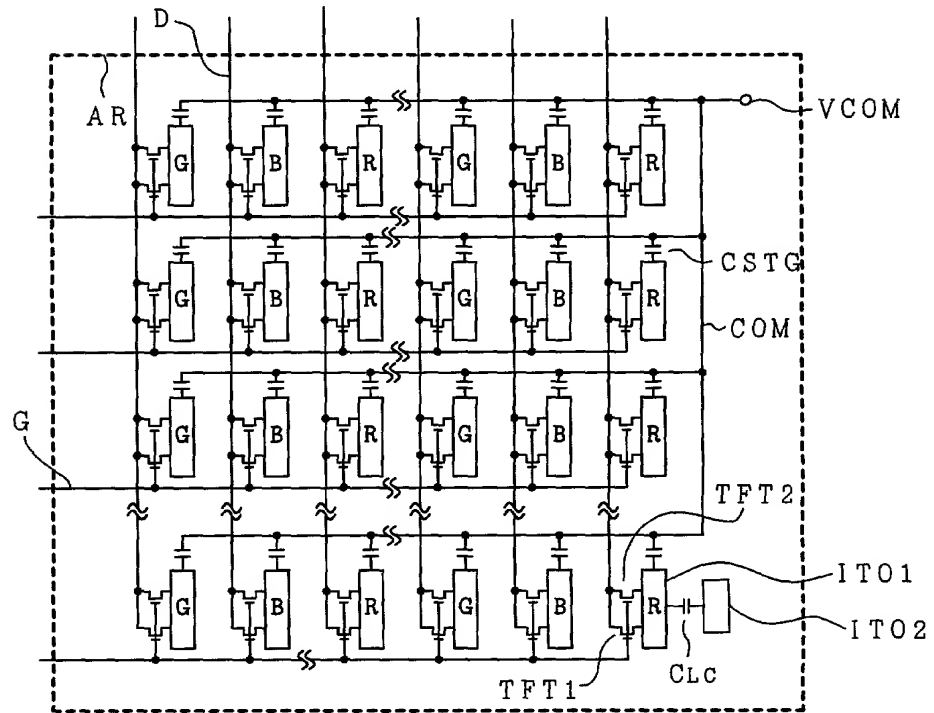 D
AR
VCOM
G B R G B R
CSTG
G B R G B R
COM
G
G B R G B R
TFT2
ITO1
G B R G B R
ITO2
TFT1
CLC